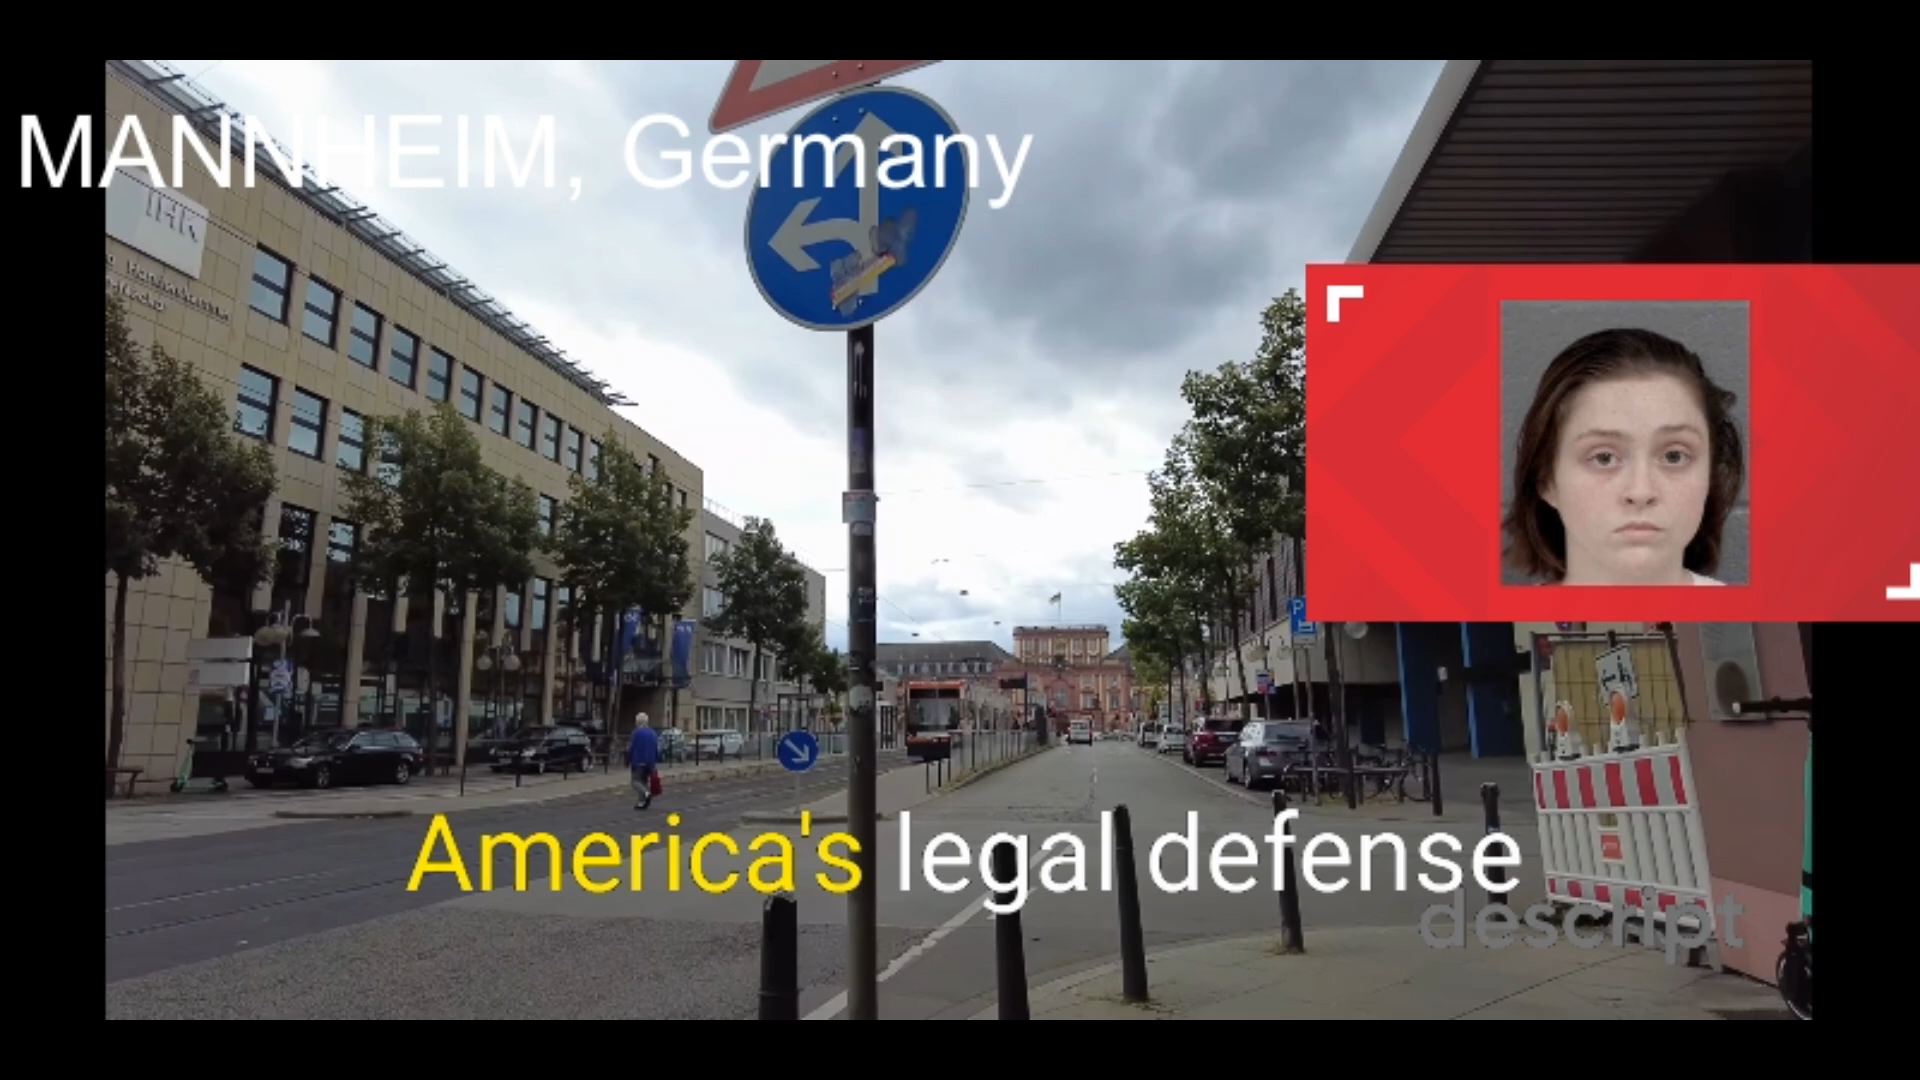 MANNHEIM, Germany
IHK
P
America's legal defense
descript